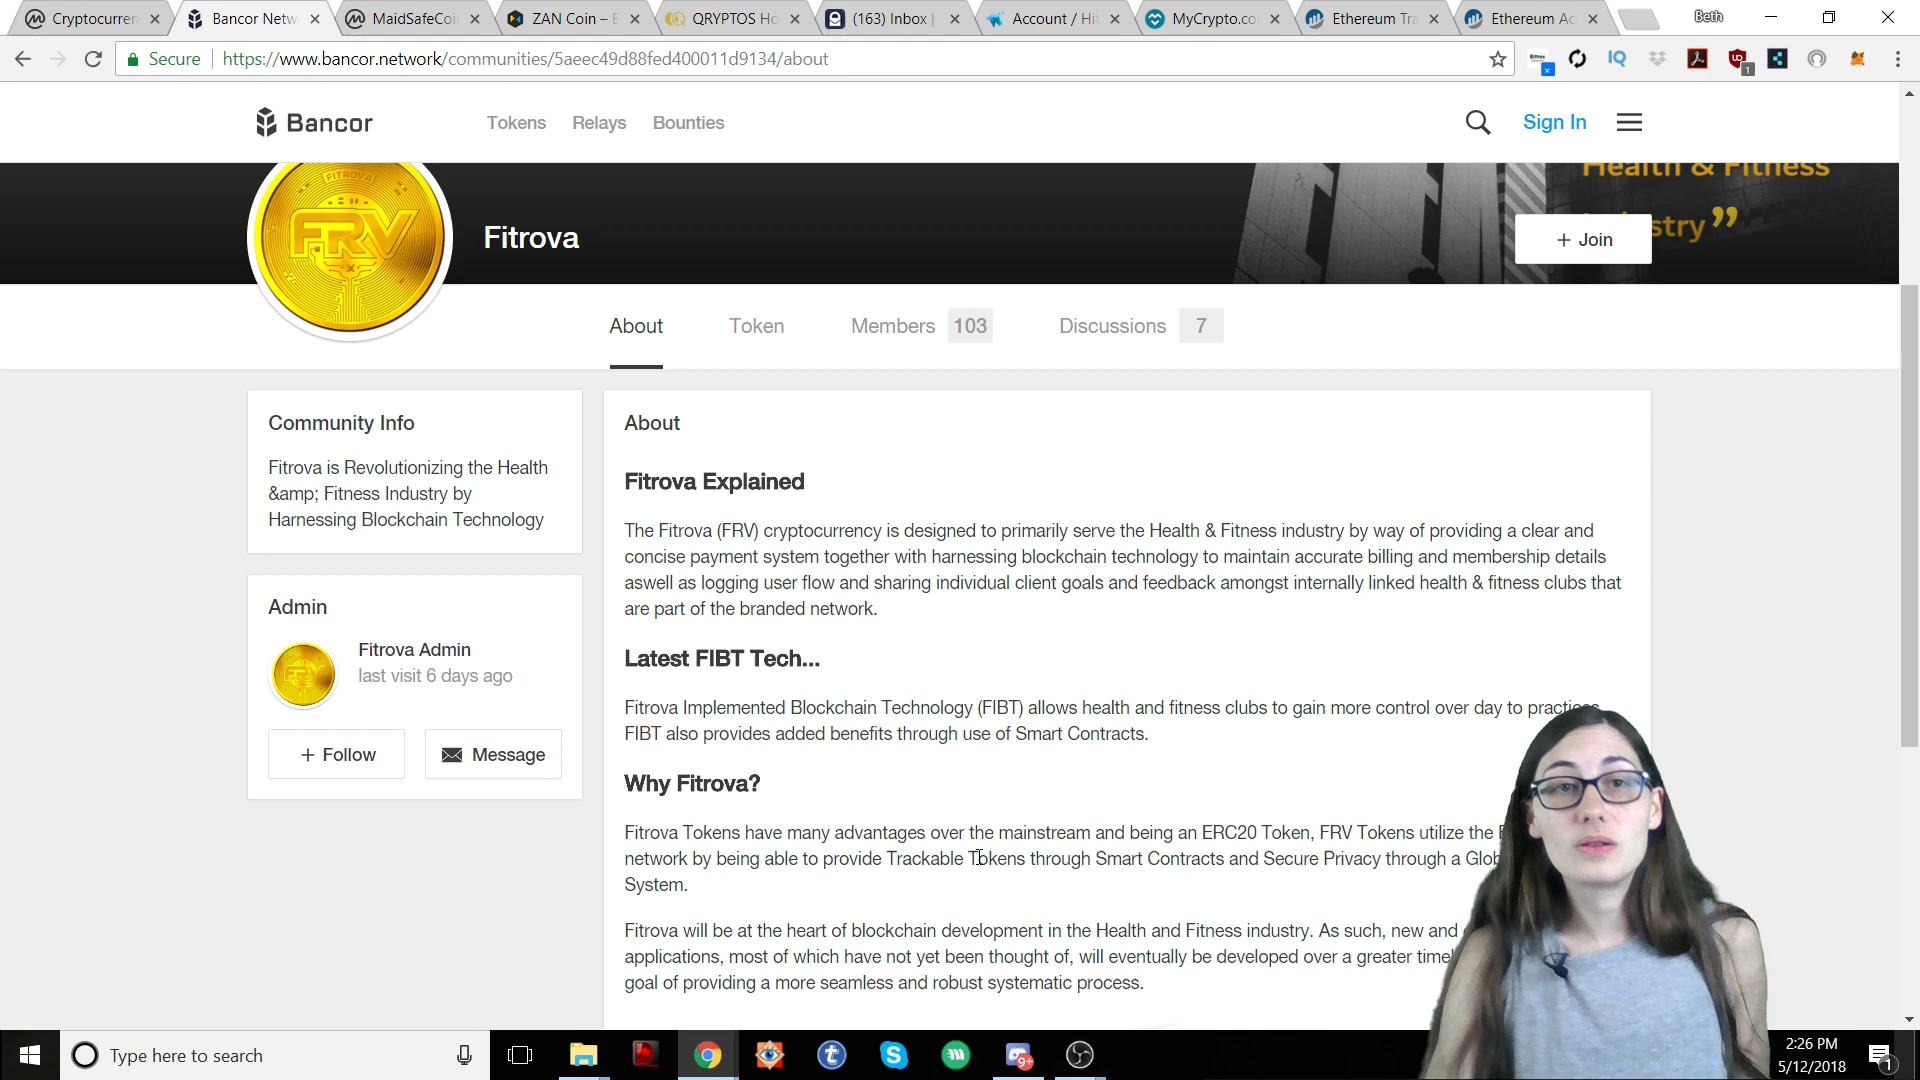 Cryptocurren
Bancor Netw
MaidSafeCoi
ZAN Coin – E
QRYPTOS Ho
(163) Inbox |
Account / Hit
MyCrypto.co
Ethereum Tra
Ethereum Ac
Beth
Secure
https://www.bancor.network/communities/5aeec49d88fed400011d9134/about
IQ
1
Bancor
Tokens
Relays
Bounties
Sign In
Health & Fitness
stry ”
FITROVA
FRV
Fitrova
+ Join
About
Token
Members 103
Discussions 7
Community Info
Fitrova is Revolutionizing the Health
&amp; Fitness Industry by
Harnessing Blockchain Technology
Admin
Fitrova Admin
last visit 6 days ago
+ Follow
Message
About
Fitrova Explained
The Fitrova (FRV) cryptocurrency is designed to primarily serve the Health & Fitness industry by way of providing a clear and
concise payment system together with harnessing blockchain technology to maintain accurate billing and membership details
aswell as logging user flow and sharing individual client goals and feedback amongst internally linked health & fitness clubs that
are part of the branded network.
Latest FIBT Tech...
Fitrova Implemented Blockchain Technology (FIBT) allows health and fitness clubs to gain more control over day to practices.
FIBT also provides added benefits through use of Smart Contracts.
Why Fitrova?
Fitrova Tokens have many advantages over the mainstream and being an ERC20 Token, FRV Tokens utilize the
network by being able to provide Trackable Tokens through Smart Contracts and Secure Privacy through a Glob
System.
Fitrova will be at the heart of blockchain development in the Health and Fitness industry. As such, new and
applications, most of which have not yet been thought of, will eventually be developed over a greater timel
goal of providing a more seamless and robust systematic process.
Type here to search
9+
2:26 PM
5/12/2018
1